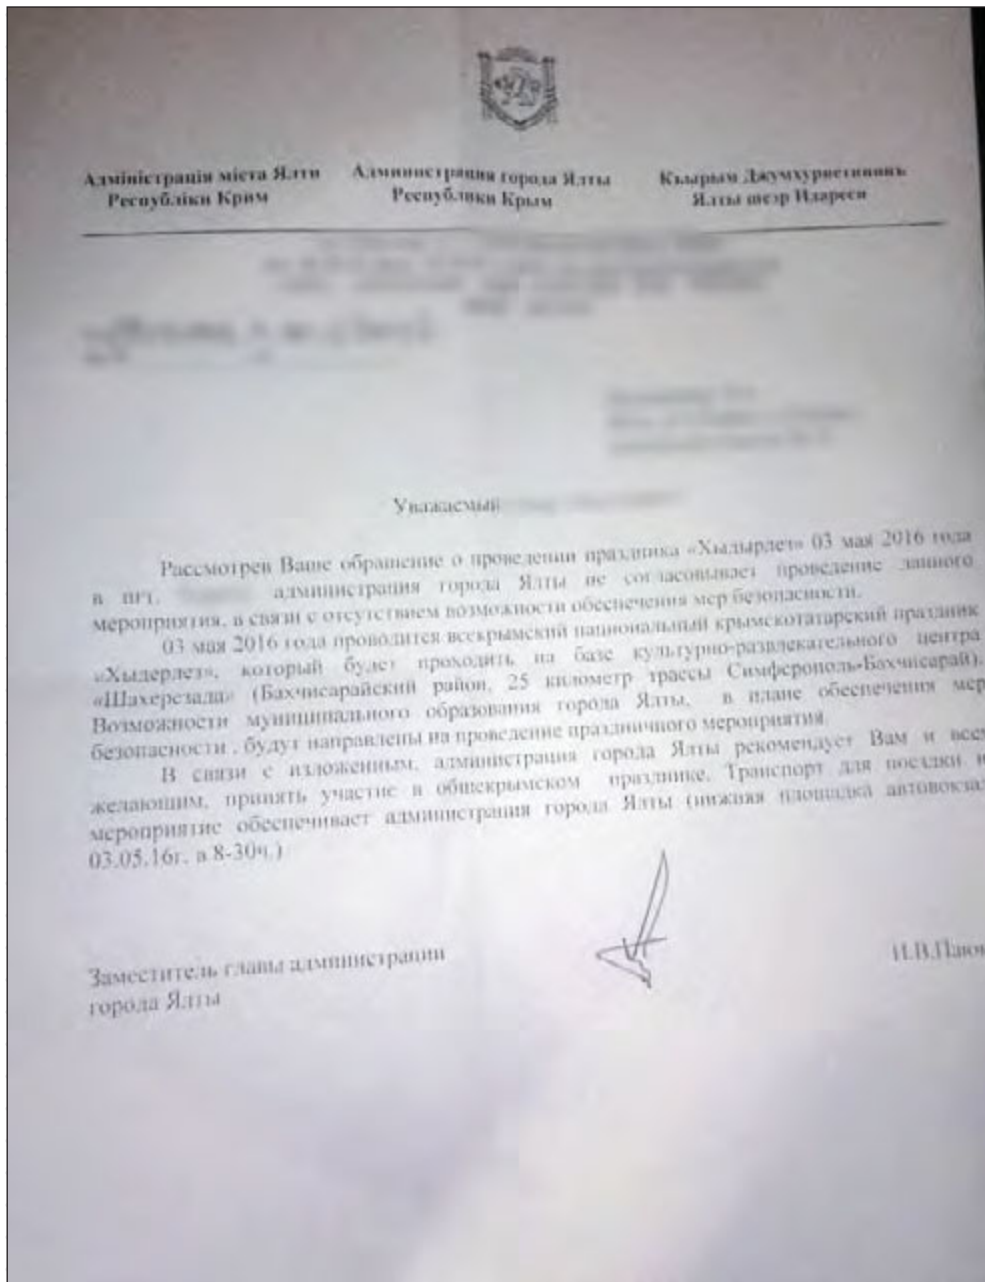 Адміністрація міста Ялти
Республіки Крим
Администрация города Ялты
Республики Крым
Къырым Джумхуриетининъ
Ялты шеэр Идареси
Уважаемый
Рассмотрев Ваше обращение о проведении праздника «Хыдырлез» 03 мая 2016 года
в пгт. администрация города Ялты не согласовывает проведение данного
мероприятия, в связи с отсутствием возможности обеспечения мер безопасности.
03 мая 2016 года проводится всекрымский национальный крымскотатарский праздник
«Хыдерлез», который будет проходить на базе культурно-развлекательного центра
«Шахерезада» (Бахчисарайский район, 25 километр трассы Симферополь-Бахчисарай).
Возможности муниципального образования города Ялты, в плане обеспечения мер
безопасности , будут направлены на проведение праздничного мероприятия.
В связи с изложенным, администрация города Ялты рекомендует Вам и всем
желающим, принять участие в общекрымском празднике. Транспорт для поездки н
мероприятие обеспечивает администрация города Ялты (нижняя площадка автовокзал
03.05.16г. в 8-30ч.)
Заместитель главы администрации
города Ялты